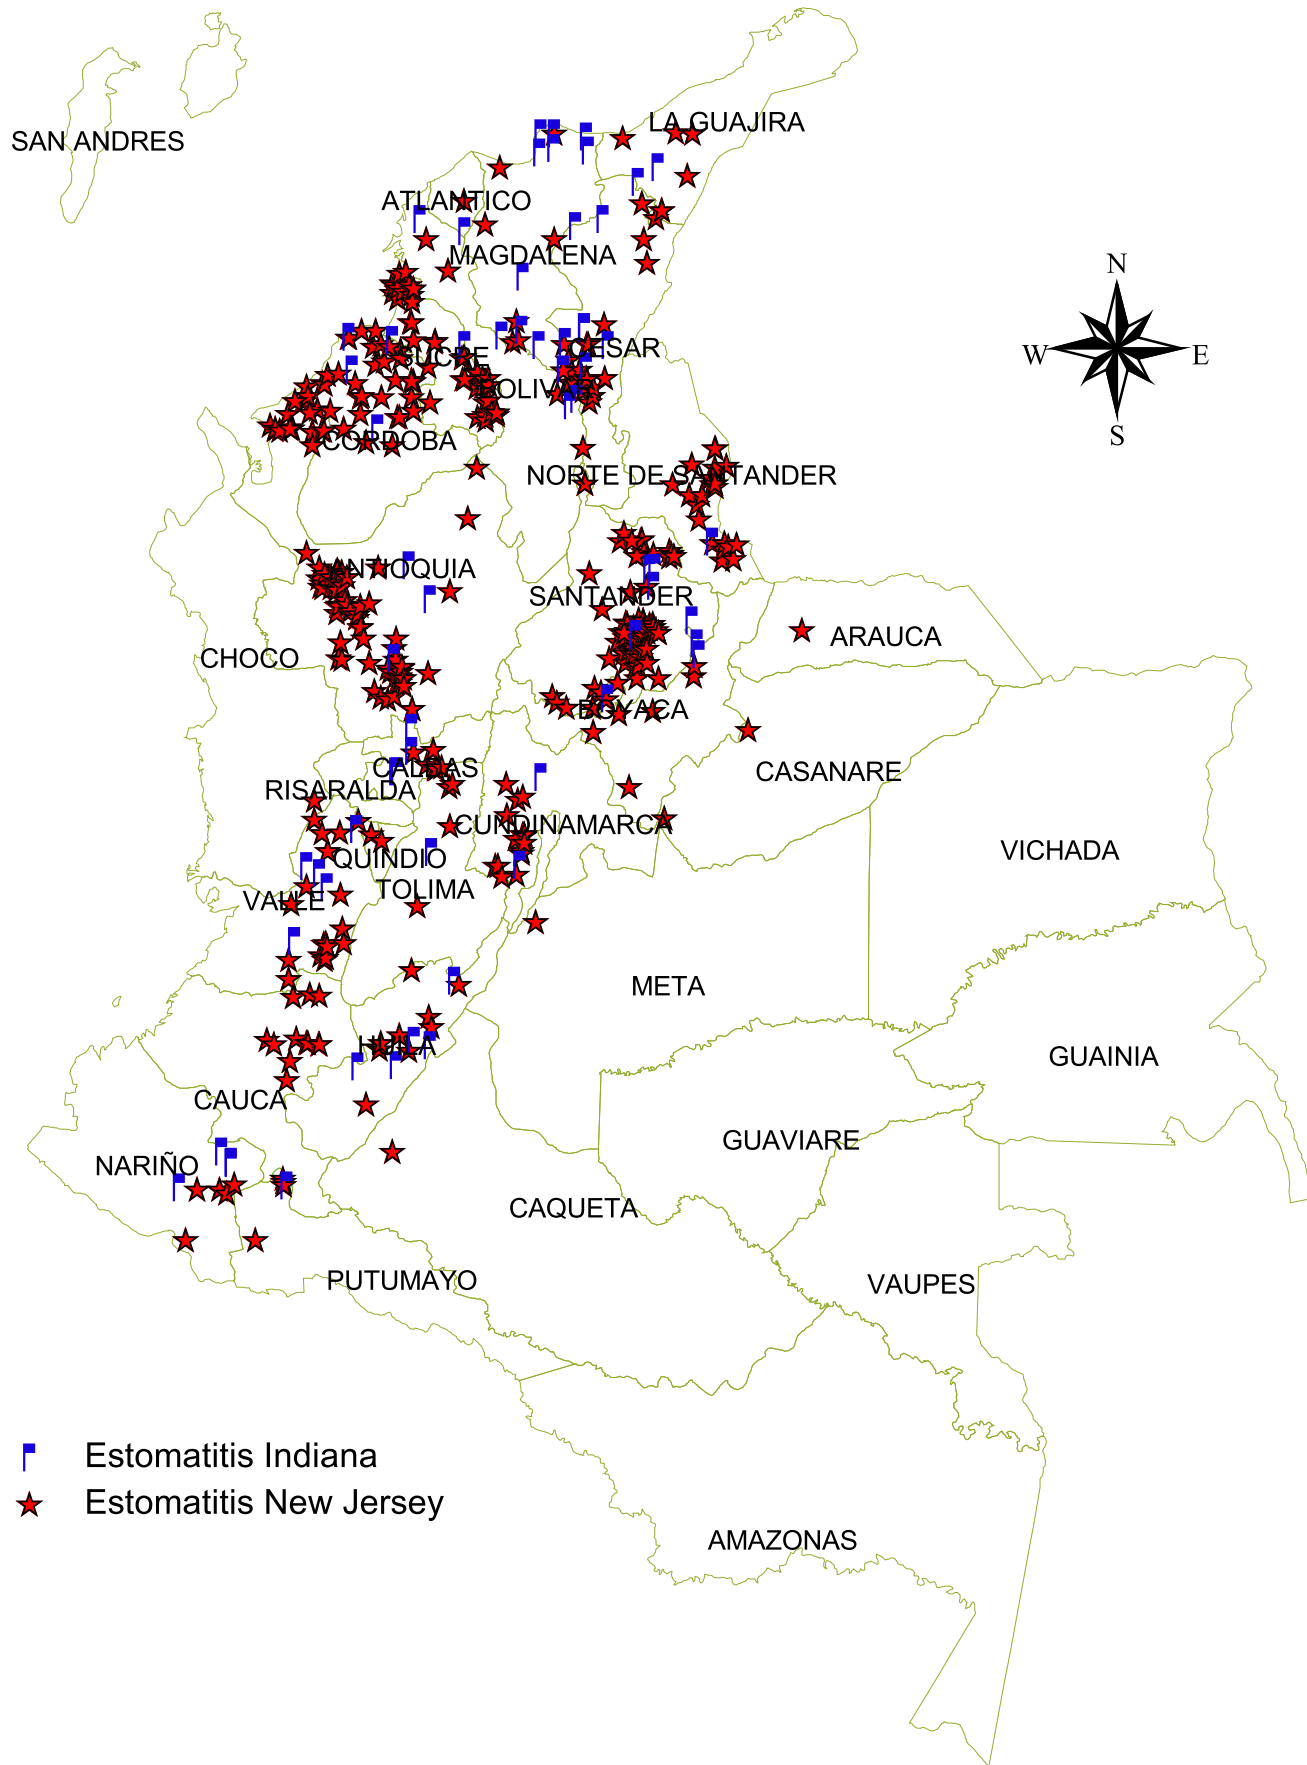 LA GUAJIRA
SAN ANDRES
ATLANTICO
MAGDALENA
N
W
E
S
CESAR
SUCRE
BOLIVAR
CORDOBA
NORTE DE SANTANDER
ANTIOQUIA
SANTANDER
ARAUCA
CHOCO
BOYACA
CALDAS
CASANARE
RISARALDA
CUNDINAMARCA
VICHADA
QUINDIO
TOLIMA
VALLE
META
HUILA
GUAINIA
CAUCA
GUAVIARE
NARIÑO
CAQUETA
PUTUMAYO
VAUPES
Estomatitis Indiana
Estomatitis New Jersey
AMAZONAS